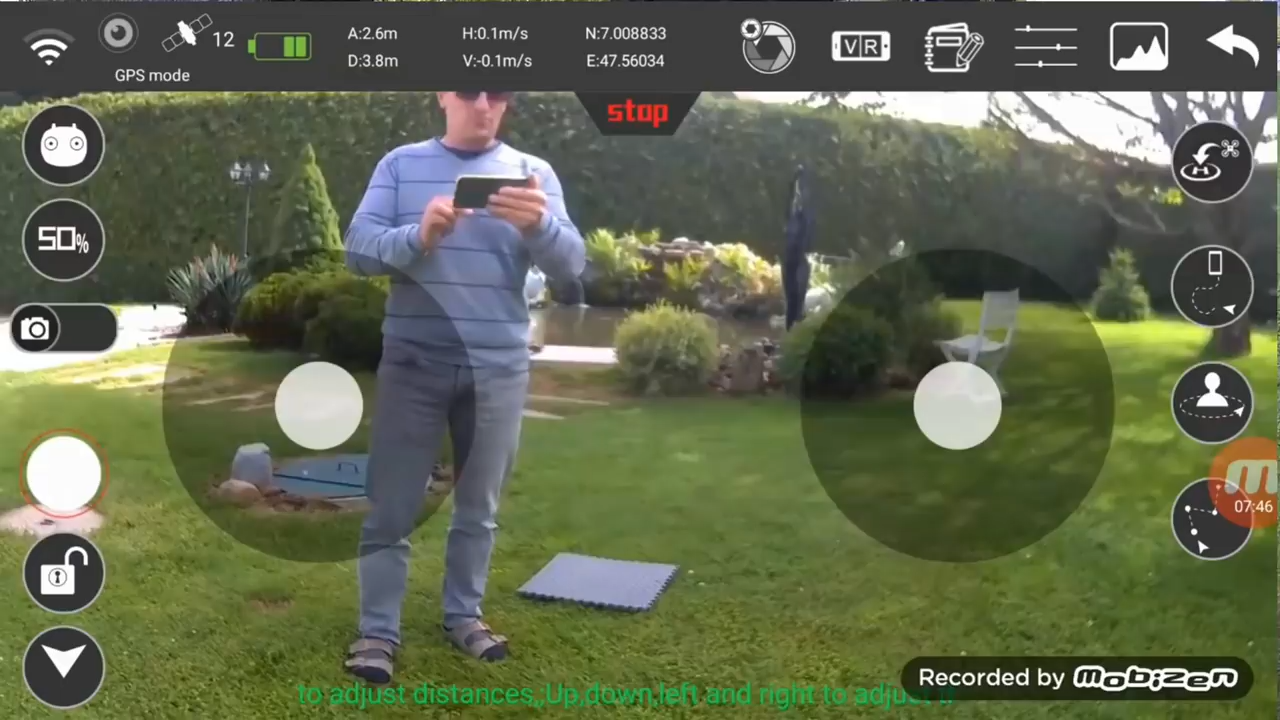 12
GPS mode
A:2.6m
D:3.8m
H:0.1m/s
V:-0.1m/s
N:7.008833
E:47.56034
VR
stop
50%
H
07:46
Recorded by mobizen
to adjust distances,,Up,down,left and right to adjust